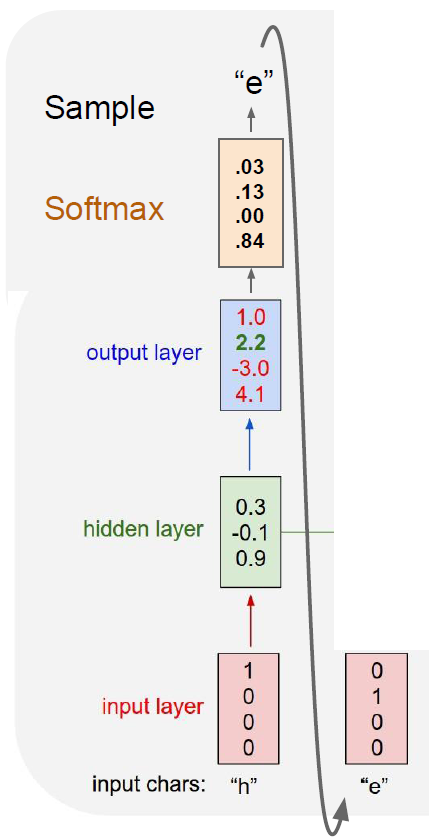 “e”
Sample
.03
.13
.00
.84
Softmax
1.0
2.2
-3.0
4.1
output layer
0.3
-0.1
0.9
hidden layer
1
0
0
0
input layer
0
1
0
0
input chars: “h” “e”